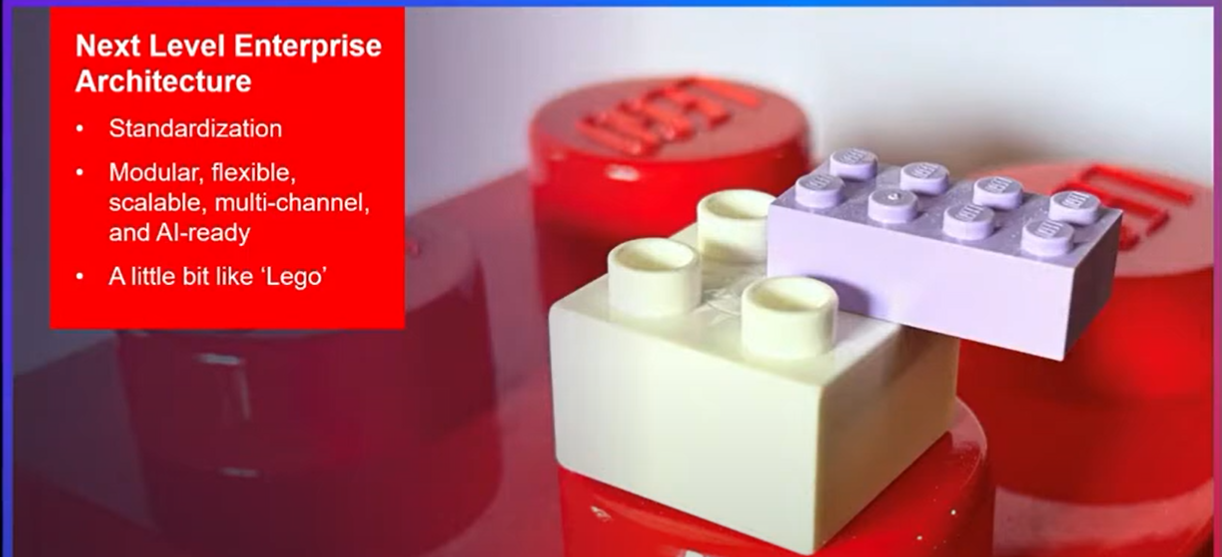 Next Level Enterprise
Architecture
• Standardization
• Modular, flexible,
scalable, multi-channel,
and AI-ready
• A little bit like ‘Lego’